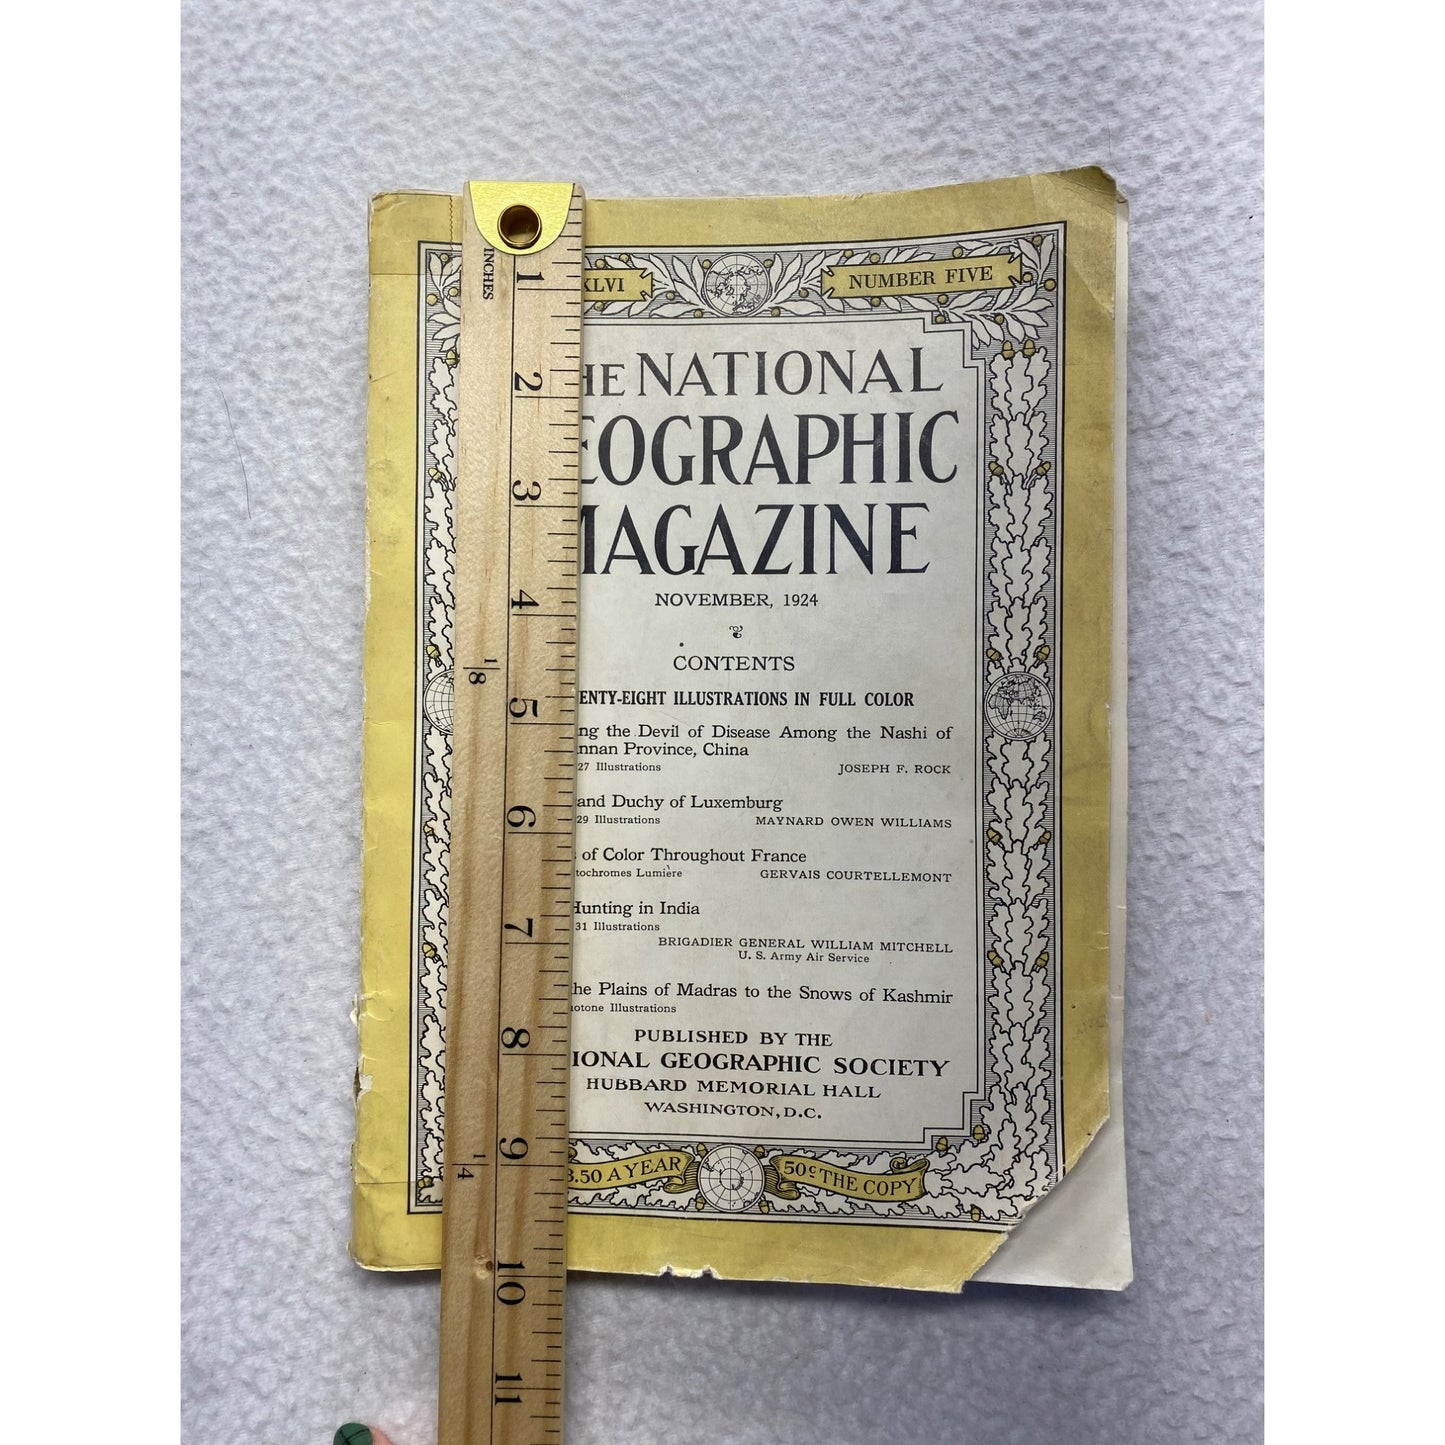 INCHES
1
2
3
4
1/8
5
6
7
8
9
1/4
10
11
XLVI
NUMBER FIVE
THE NATIONAL
GEOGRAPHIC
MAGAZINE
NOVEMBER, 1924
CONTENTS
ENTY-EIGHT ILLUSTRATIONS IN FULL COLOR
ing the Devil of Disease Among the Nashi of
nnan Province, China
27 Illustrations JOSEPH F. ROCK
and Duchy of Luxemburg
29 Illustrations MAYNARD OWEN WILLIAMS
of Color Throughout France
tochromes Lumière GERVAIS COURTELLEMONT
Hunting in India
31 Illustrations
BRIGADIER GENERAL WILLIAM MITCHELL
U. S. Army Air Service
the Plains of Madras to the Snows of Kashmir
otone Illustrations
PUBLISHED BY THE
IONAL GEOGRAPHIC SOCIETY
HUBBARD MEMORIAL HALL
WASHINGTON, D.C.
3.50 A YEAR
50c THE COPY